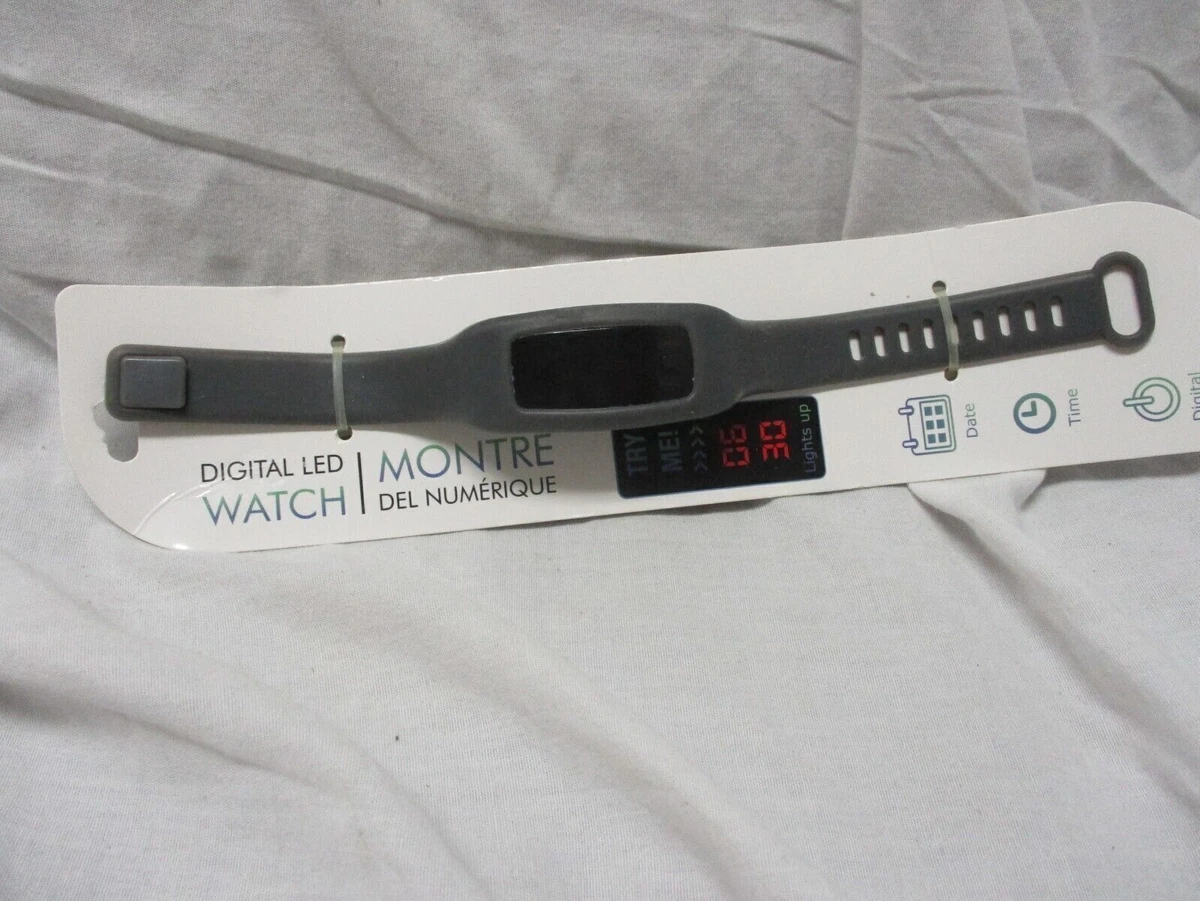 DIGITAL LED
WATCH
MONTRE
DEL NUMÉRIQUE
TRY
ME!
>>>>
06
30
Lights up
Date
Time
Digital